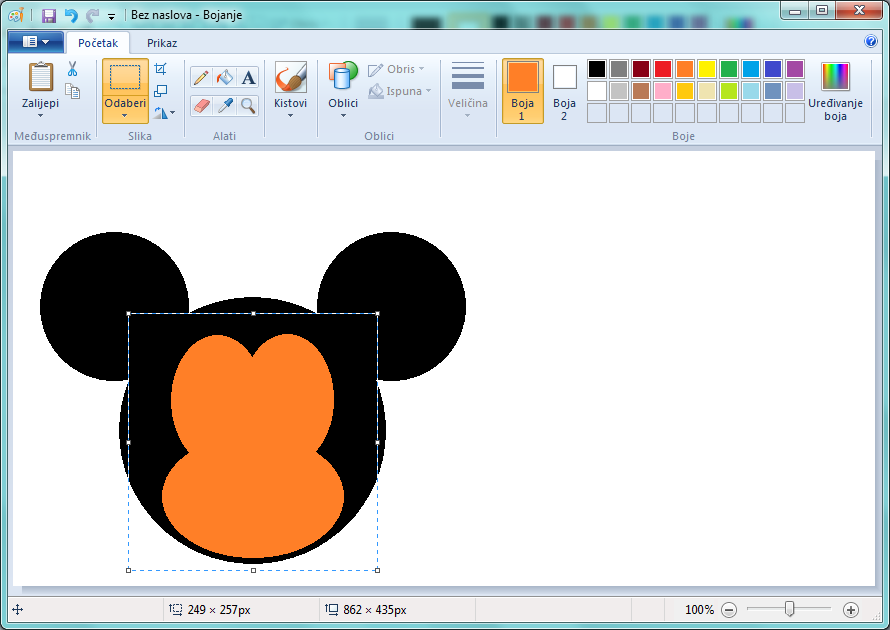 Bez naslova - Bojanje
Početak
Prikaz
Zalijepi
Odaberi
A
Kistovi
Oblici
Obris
Ispuna
Veličina
Boja
1
Boja
2
Uređivanje
boja
Međuspremnik
Slika
Alati
Oblici
Boje
249 × 257px
862 × 435px
100%